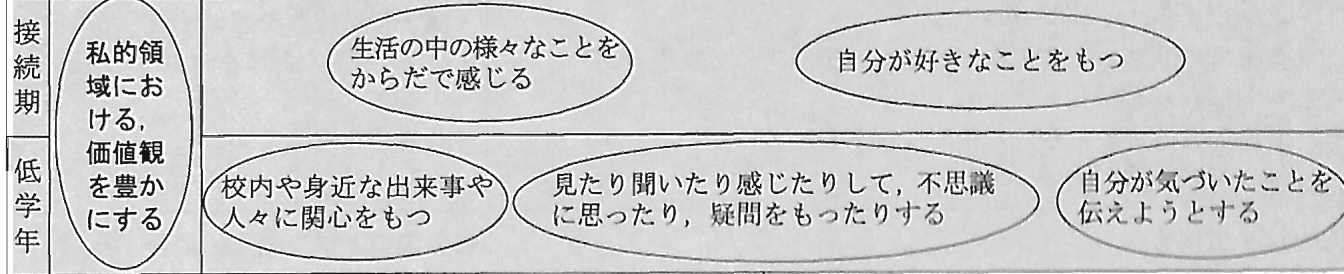 接続期
私的領
域にお
ける,
価値観
を豊か
にする
生活の中の様々なことを
からだで感じる
自分が好きなことをもつ
低学年
校内や身近な出来事や
人々に関心をもつ
見たり聞いたり感じたりして, 不思議
に思ったり, 疑問をもったりする
自分が気づいたことを
伝えようとする